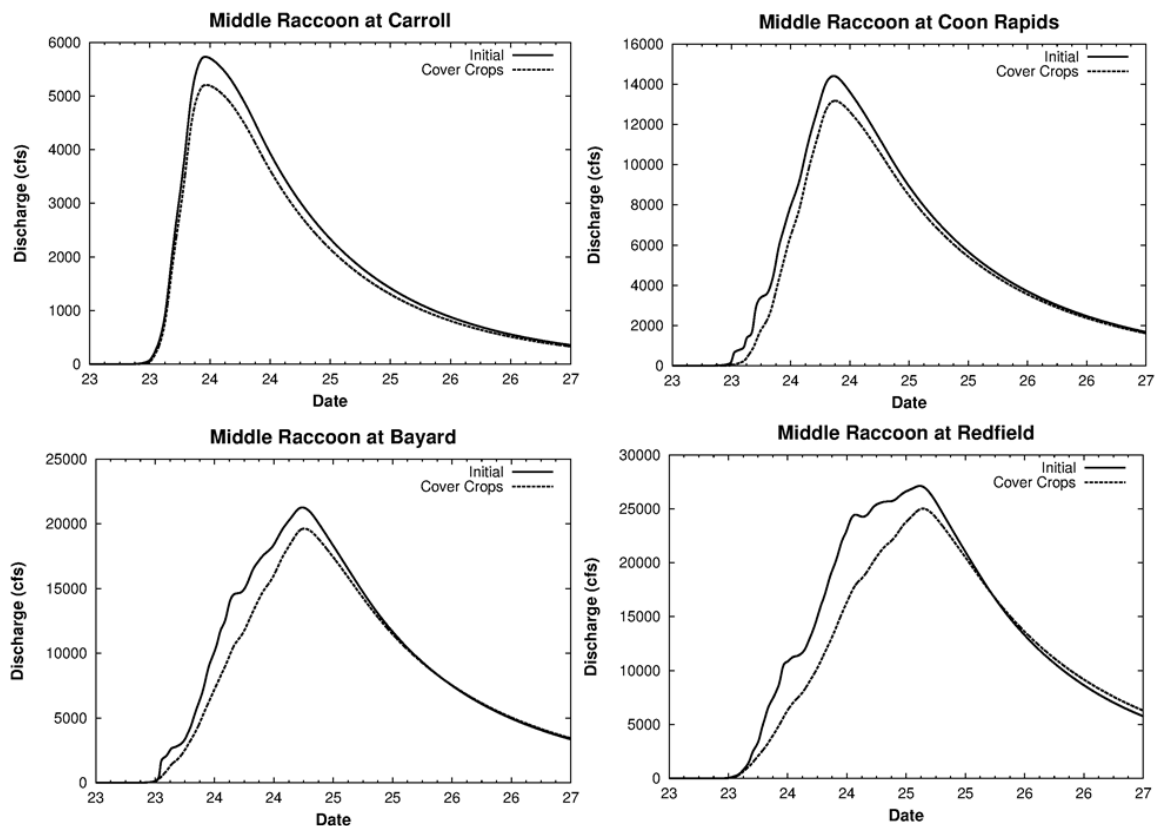 Middle Raccoon at Carroll
6000
5000
4000
3000
2000
1000
0
Discharge (cfs)
Initial
Cover Crops
23 23 24 24 25 25 26 26 27
Date
Middle Raccoon at Coon Rapids
16000
14000
12000
10000
8000
6000
4000
2000
0
Discharge (cfs)
Initial
Cover Crops
23 23 24 24 25 25 26 26 27
Date
Middle Raccoon at Bayard
25000
20000
15000
10000
5000
0
Discharge (cfs)
Initial
Cover Crops
23 23 24 24 25 25 26 26 27
Date
Middle Raccoon at Redfield
30000
25000
20000
15000
10000
5000
0
Discharge (cfs)
Initial
Cover Crops
23 23 24 24 25 25 26 26 27
Date